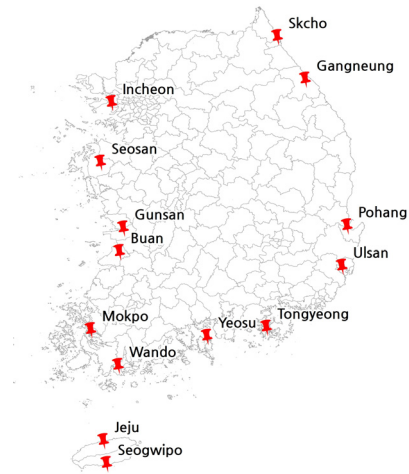 Skcho
Gangneung
Incheon
Seosan
Gunsan
Pohang
Buan
Ulsan
Mokpo
Yeosu
Tongyeong
Wando
Jeju
Seogwipo